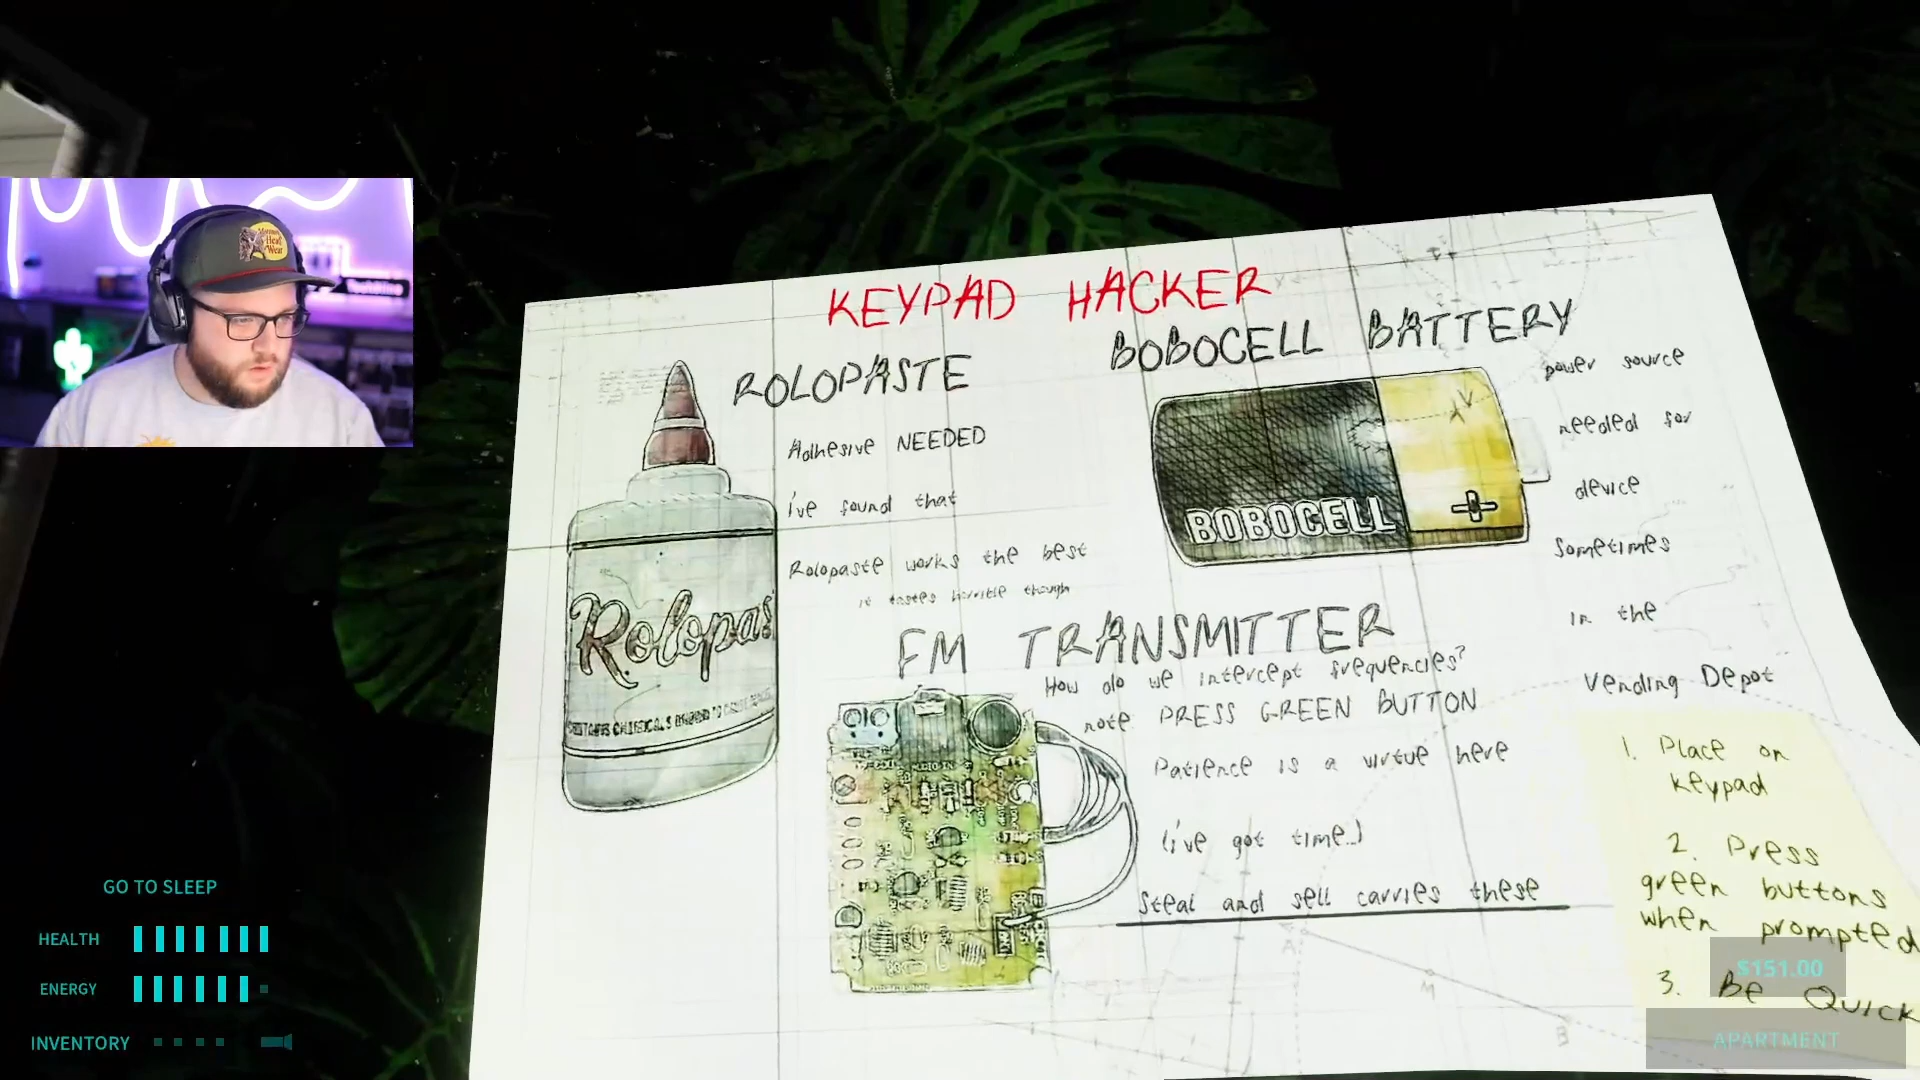 KEYPAD HACKER
ROLOPASTE
Adhesive NEEDED
i've found that
Rolopaste works the best
it tastes horrible though
Rolopas
BOBOCELL BATTERY
power source
needed for
device
sometimes
in the
Vending Depot
BOBOCELL
+
FM TRANSMITTER
How do we intercept frequencies?
note PRESS GREEN BUTTON
Patience is a virtue here
(i've got time..)
Steal and sell carries these
1. Place on
keypad
2. Press
green buttons
when prompted
3. Be Quick
GO TO SLEEP
HEALTH
ENERGY
INVENTORY
$151.00
APARTMENT